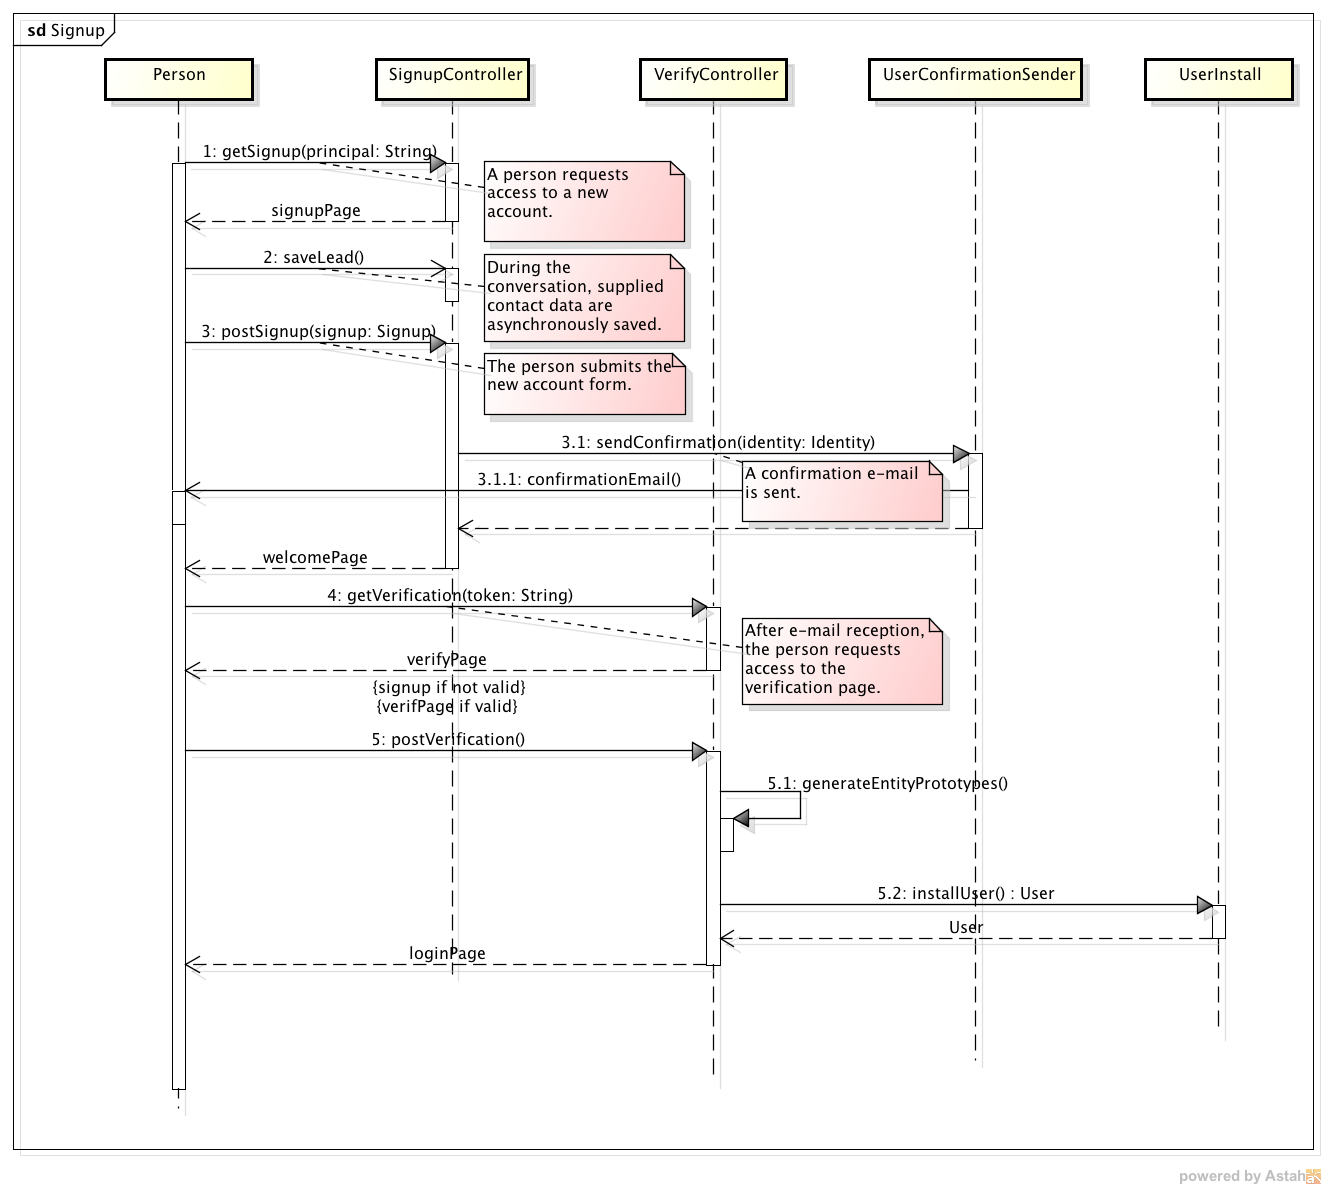 sd Signup
Person
SignupController
VerifyController
UserConfirmationSender
UserInstall
1: getSignup(principal: String)
A person requests
access to a new
account.
signupPage
2: saveLead()
During the
conversation, supplied
contact data are
asynchronously saved.
3: postSignup(signup: Signup)
The person submits the
new account form.
3.1: sendConfirmation(identity: Identity)
A confirmation e-mail
is sent.
3.1.1: confirmationEmail()
welcomePage
4: getVerification(token: String)
After e-mail reception,
the person requests
access to the
verification page.
verifyPage
{signup if not valid}
{verifPage if valid}
5: postVerification()
5.1: generateEntityPrototypes()
5.2: installUser() : User
User
loginPage
powered by Astah